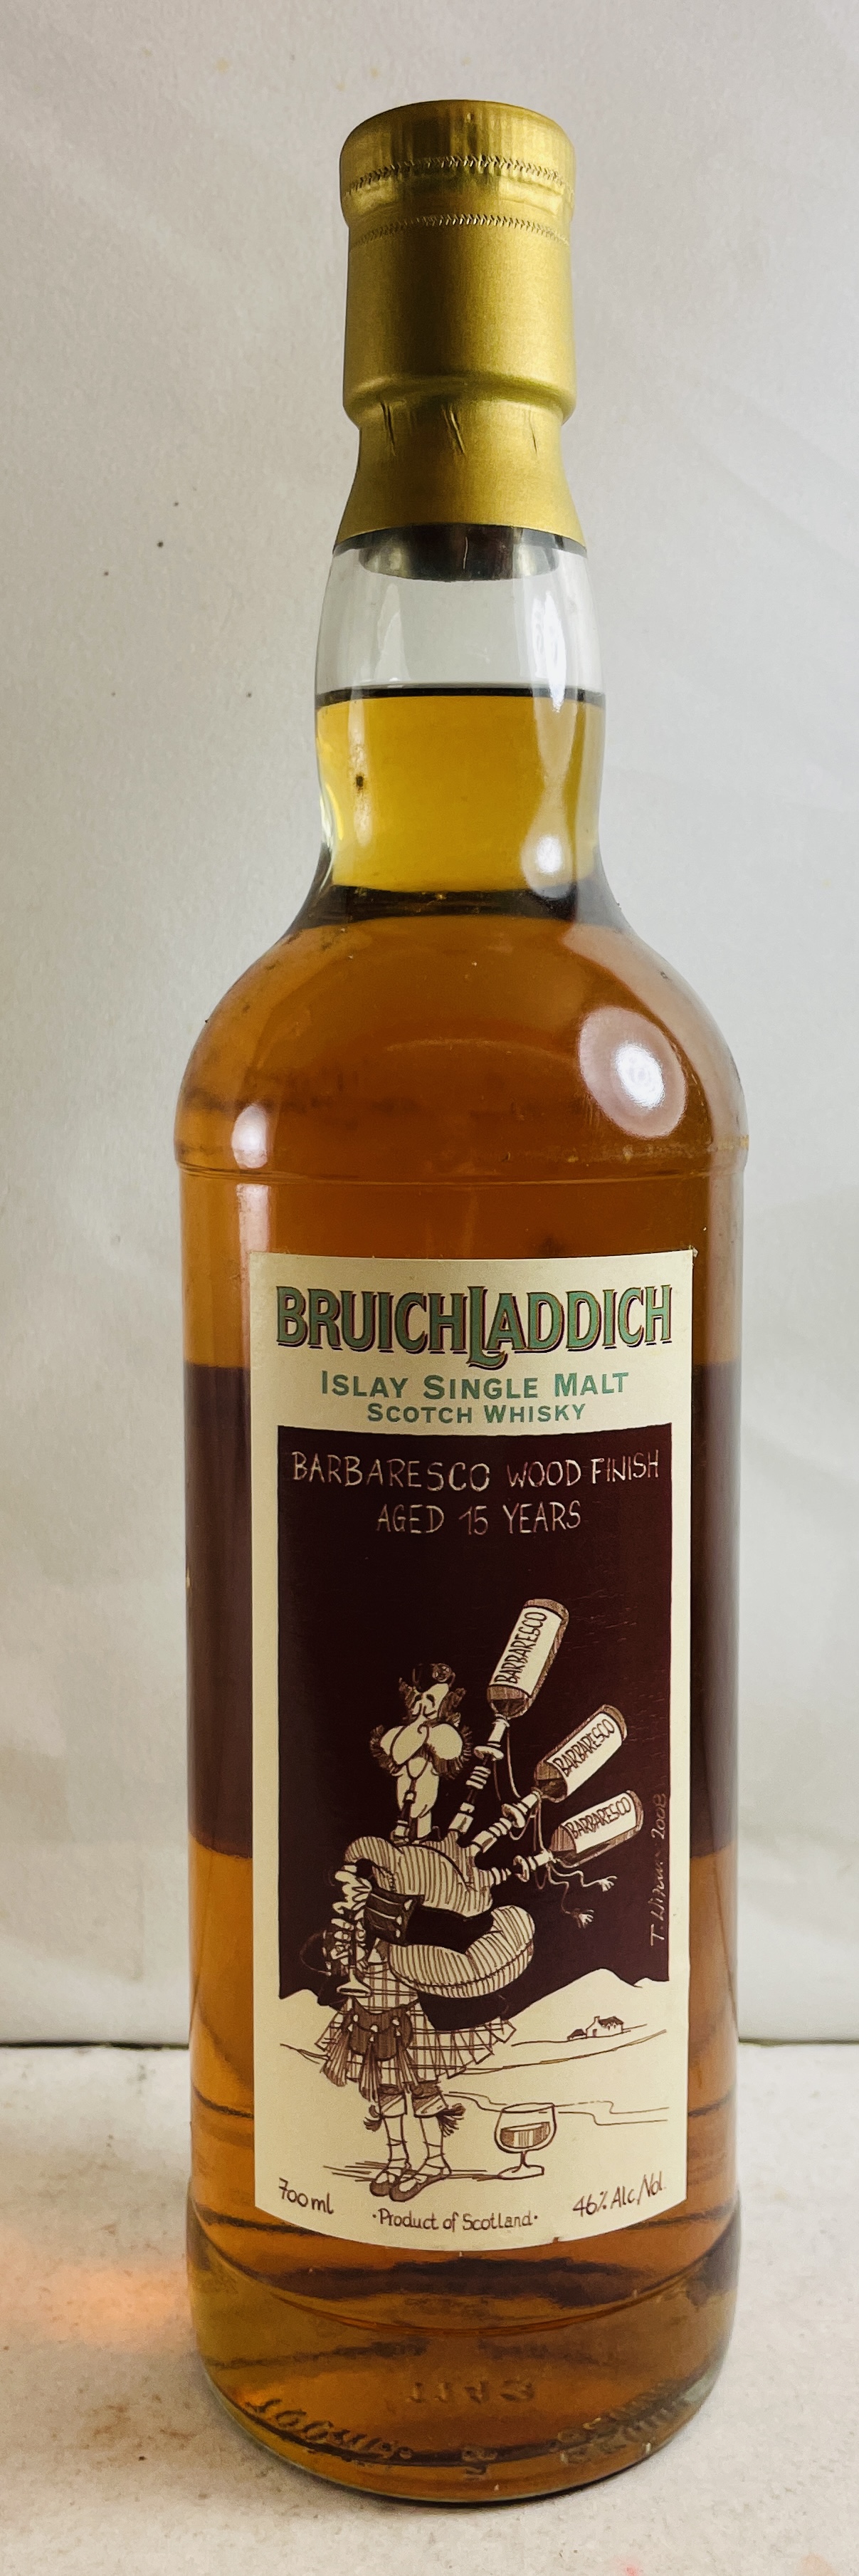 BRUICHLADDICH
ISLAY SINGLE MALT
SCOTCH WHISKY
BARBARESCO WOOD FINISH
AGED 15 YEARS
BARBARESCO
BARBARESCO
BARBARESCO
T. 2008
700ml
·Product of Scotland·
46% Alc/Vol.